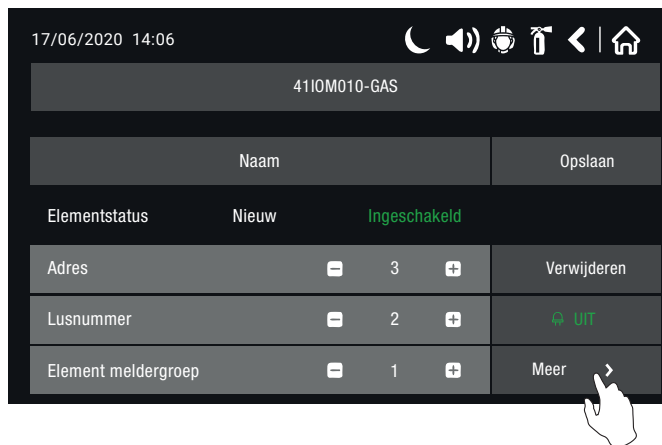 17/06/2020 14:06
41IOM010-GAS
Naam Opslaan
Elementstatus Nieuw Ingeschakeld
Adres 3 Verwijderen
Lusnummer 2 UIT
Element meldergroep 1 Meer